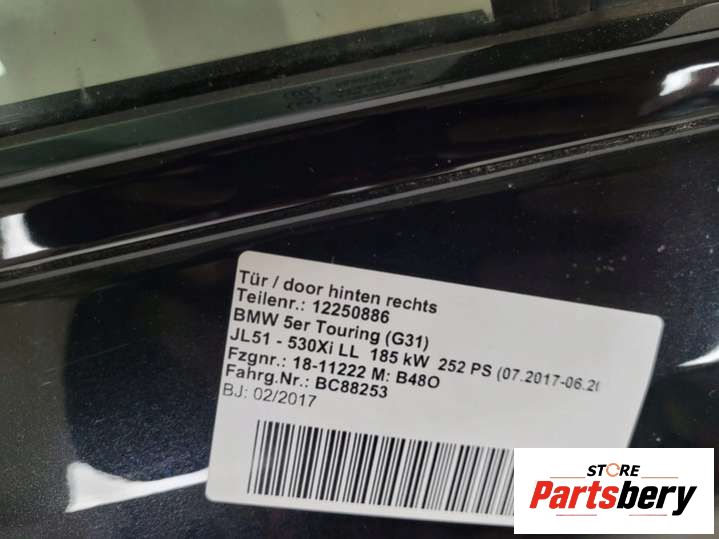 Tür / door hinten rechts
Teilenr.: 12250886
BMW 5er Touring (G31)
JL51 - 530Xi LL 185 kW 252 PS (07.2017-06.20
Fzgnr.: 18-11222 M: B48O
Fahrg.Nr.: BC88253
BJ: 02/2017
STORE
Partsbery